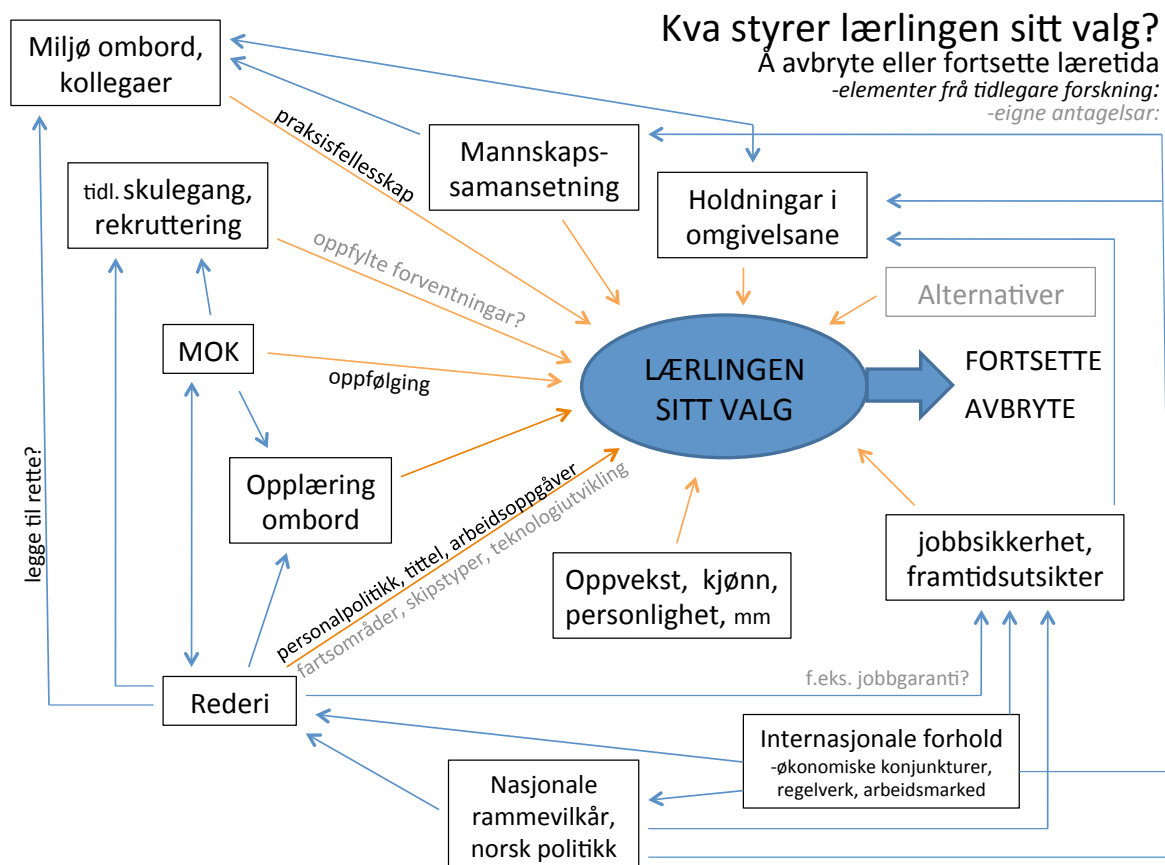 Kva styrer lærlingen sitt valg?
Å avbryte eller fortsette læretida
-elementer frå tidlegare forskning:
-eigne antagelsar:
Miljø ombord,
kollegaer
praksisfellesskap
Mannskaps-
samansetning
tidl. skulegang,
rekruttering
Holdningar i
omgivelsane
oppfylte forventningar?
Alternativer
MOK
oppfølging
LÆRLINGEN
SITT VALG
FORTSETTE
AVBRYTE
legge til rette?
Opplæring
ombord
personalpolitikk, tittel, arbeidsoppgåver
fartsområder, skipstyper, teknologiutvikling
Oppvekst, kjønn,
personlighet, mm
jobbsikkerhet,
framtidsutsikter
Rederi
f.eks. jobbgaranti?
Internasjonale forhold
-økonomiske konjunkturer,
regelverk, arbeidsmarked
Nasjonale
rammevilkår,
norsk politikk